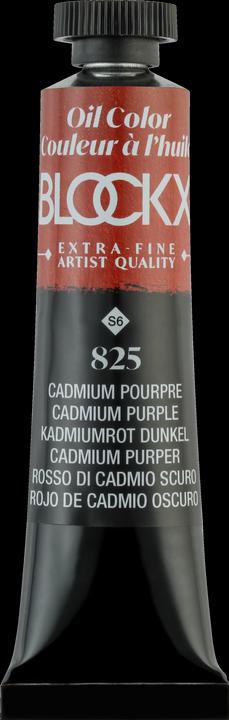 Oil Color
Couleur à l'huile
BLOCKX
EXTRA-FINE
ARTIST QUALITY
S6
825
CADMIUM POURPRE
CADMIUM PURPLE
KADMIUMROT DUNKEL
CADMIUM PURPER
ROSSO DI CADMIO SCURO
ROJO DE CADMIO OSCURO